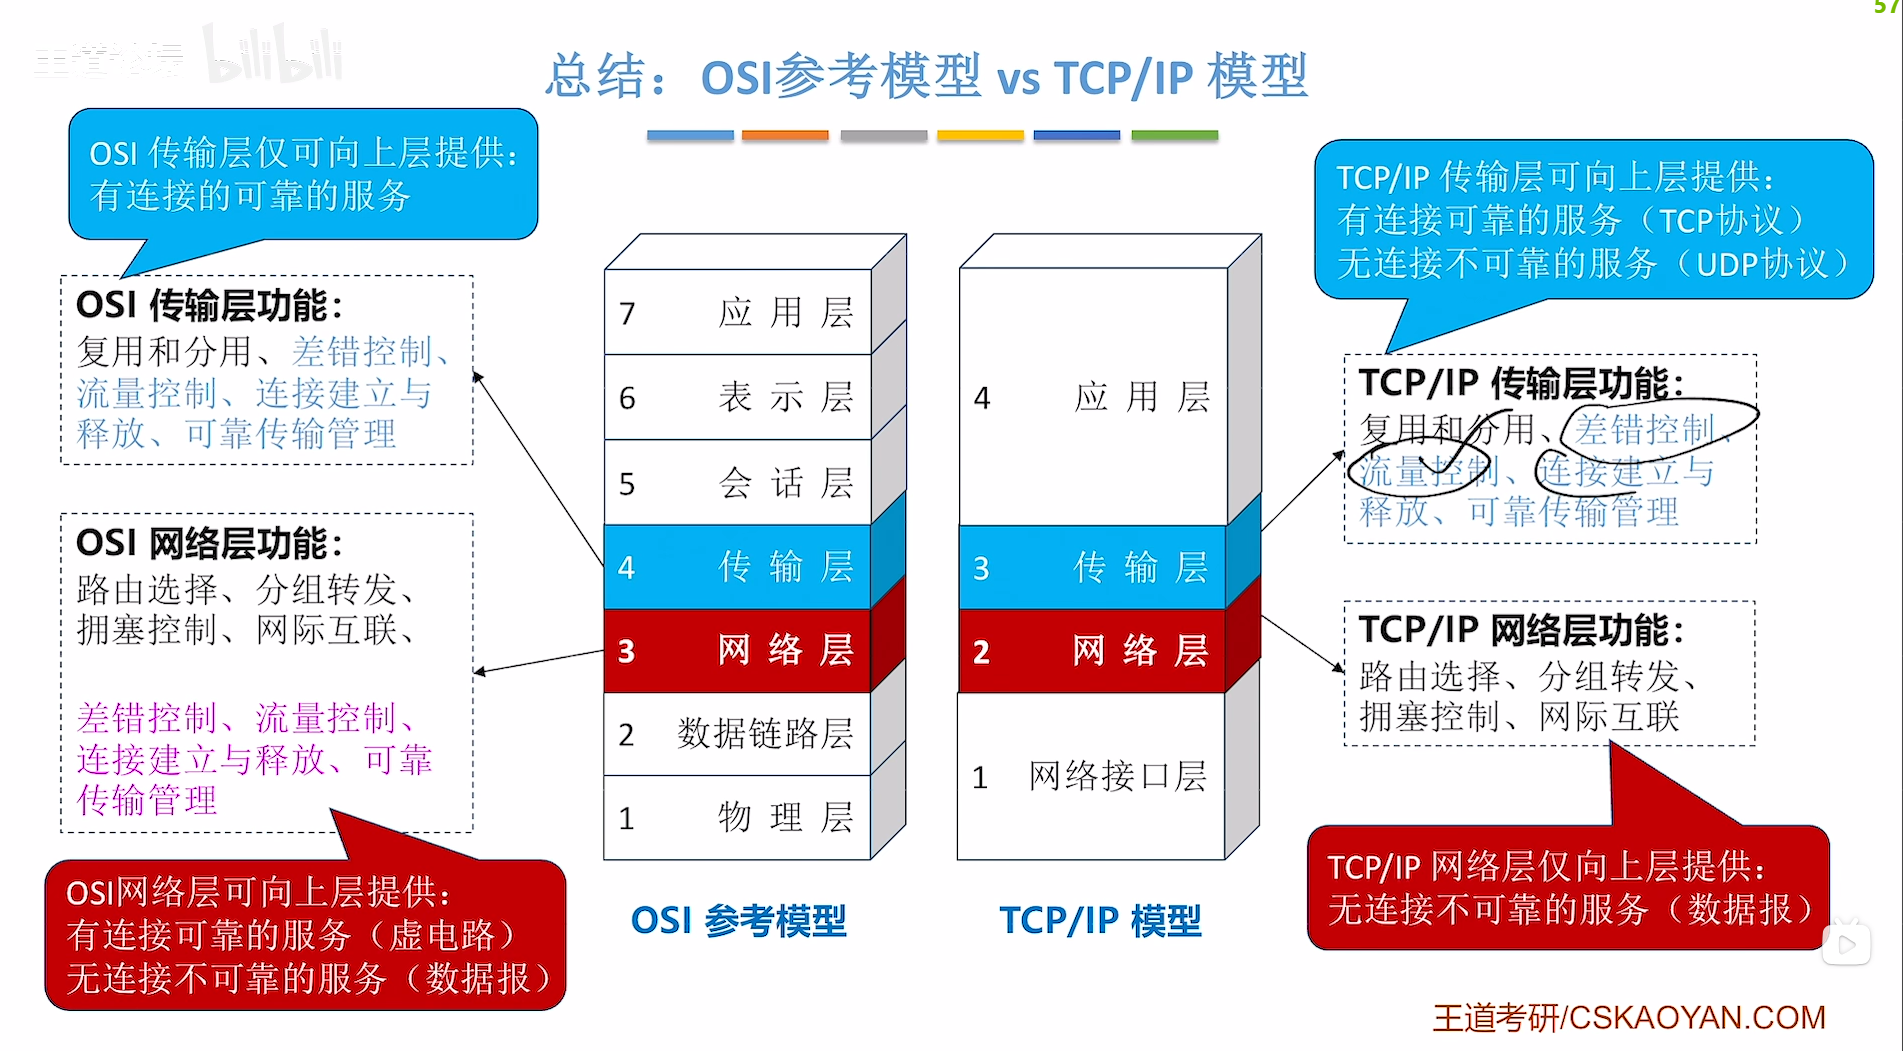 57
王道论坛 bilibili
总结：OSI参考模型 vs TCP/IP 模型
OSI 传输层仅可向上层提供：
有连接的可靠的服务
OSI 传输层功能：
复用和分用、差错控制、
流量控制、连接建立与
释放、可靠传输管理
OSI 网络层功能：
路由选择、分组转发、
拥塞控制、网际互联、
差错控制、流量控制、
连接建立与释放、可靠
传输管理
OSI网络层可向上层提供：
有连接可靠的服务（虚电路）
无连接不可靠的服务（数据报）
7 应用层
6 表示层
5 会话层
4 传输层
3 网络层
2 数据链路层
1 物理层
OSI 参考模型
4 应用层
3 传输层
2 网络层
1 网络接口层
TCP/IP 模型
TCP/IP 传输层可向上层提供：
有连接可靠的服务（TCP协议）
无连接不可靠的服务（UDP协议）
TCP/IP 传输层功能：
复用和分用、差错控制、
流量控制、连接建立与
释放、可靠传输管理
TCP/IP 网络层功能：
路由选择、分组转发、
拥塞控制、网际互联
TCP/IP 网络层仅向上层提供：
无连接不可靠的服务（数据报）
王道考研/CSKAOYAN.COM